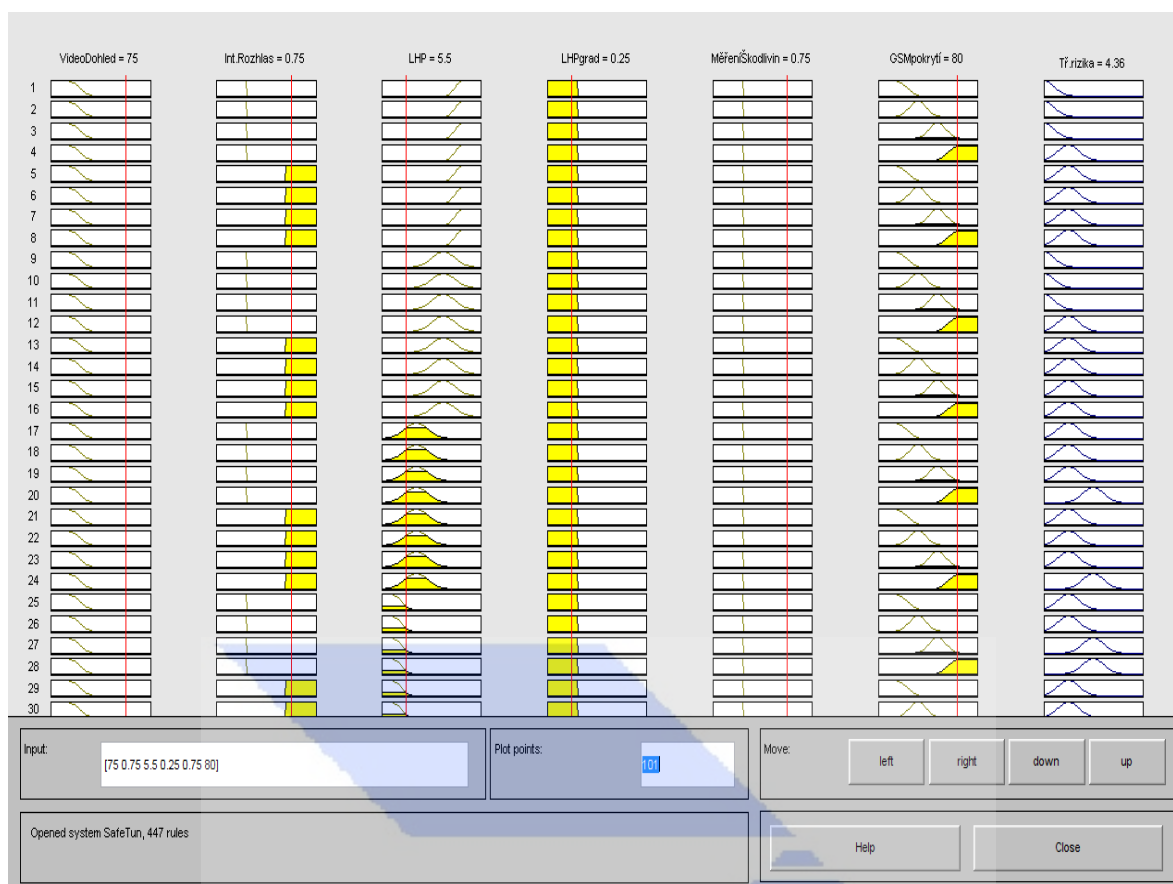 VideoDohled = 75 Int.Rozhlas = 0.75 LHP = 5.5 LHPgrad = 0.25 MěřeníŠkodlivin = 0.75 GSMpokrytí = 80 Tř.rizika = 4.36
1
2
3
4
5
6
7
8
9
10
11
12
13
14
15
16
17
18
19
20
21
22
23
24
25
26
27
28
29
30
Input:
[75 0.75 5.5 0.25 0.75 80]
Plot points:
101
Move:
left
right
down
up
Opened system SafeTun, 447 rules
Help
Close